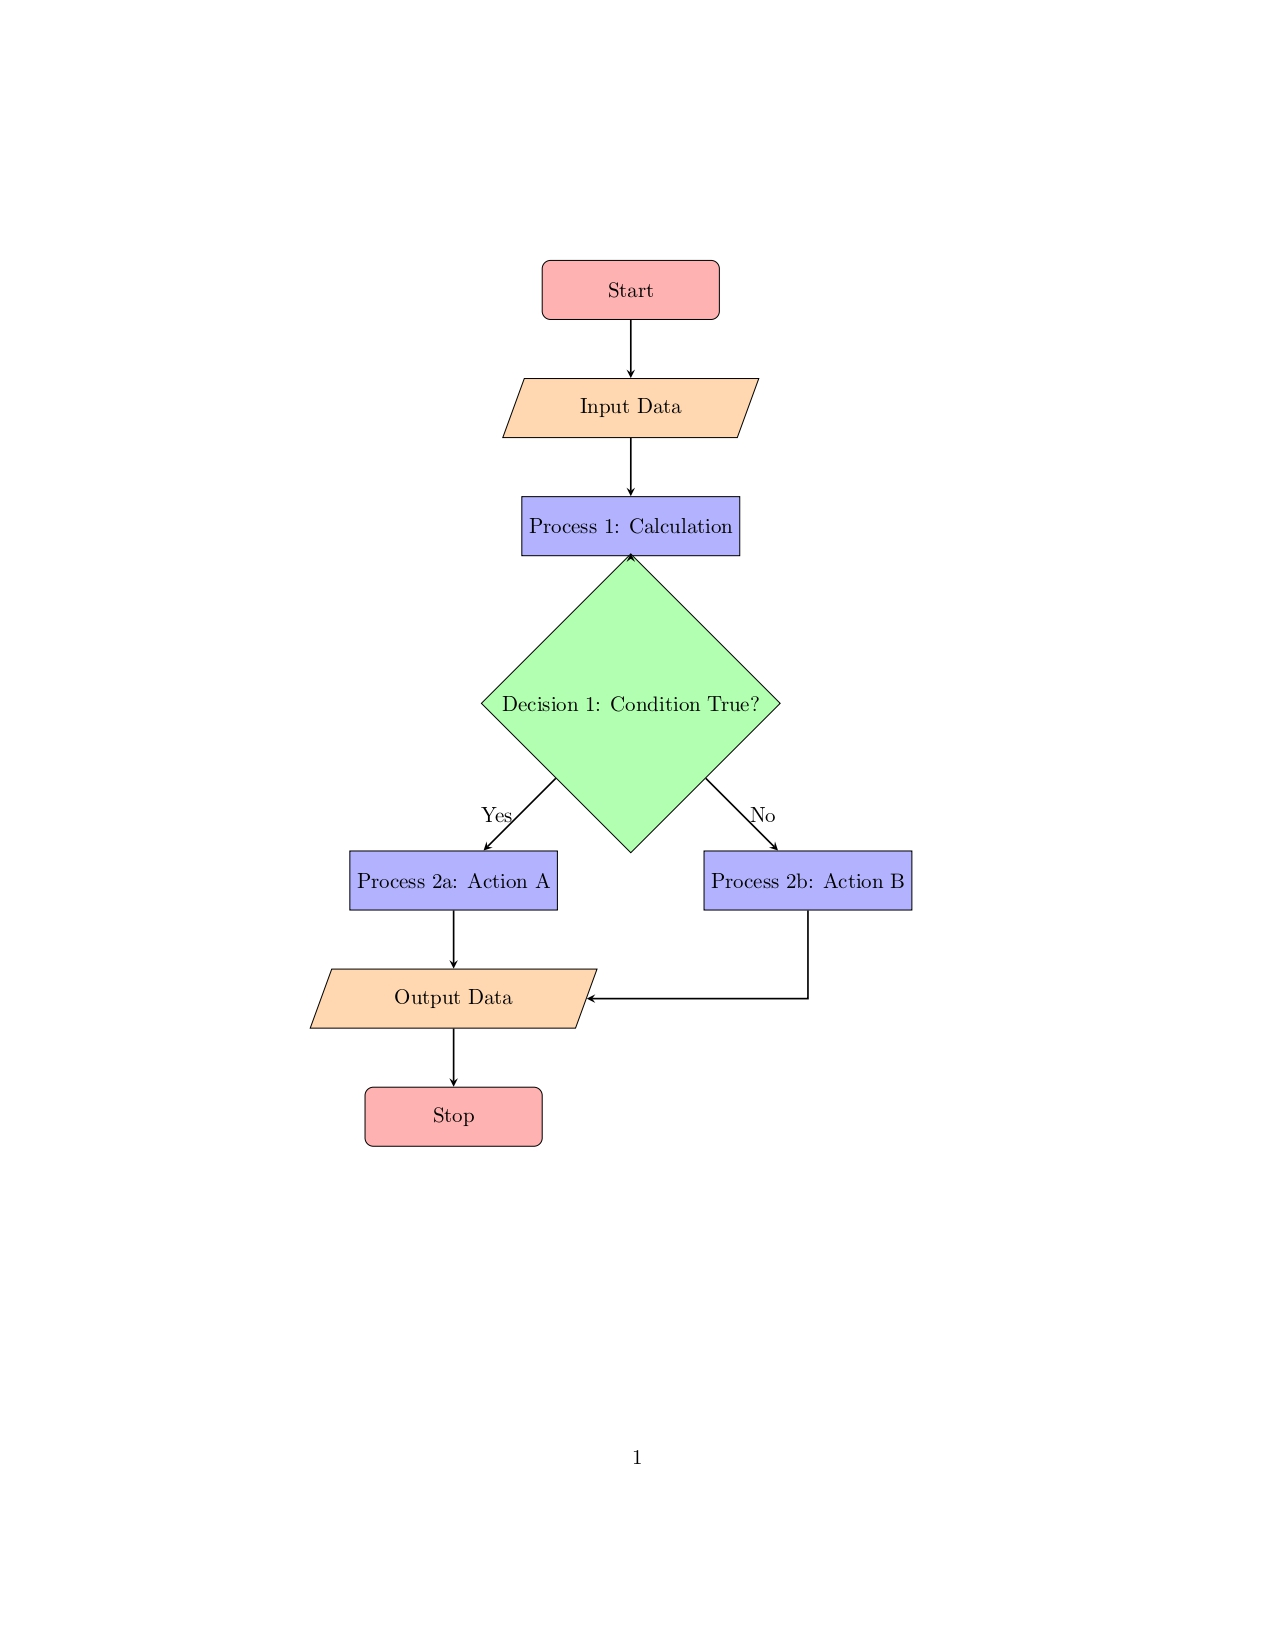 Start
Input Data
Process 1: Calculation
Decision 1: Condition True?
Yes
No
Process 2a: Action A
Process 2b: Action B
Output Data
Stop
1